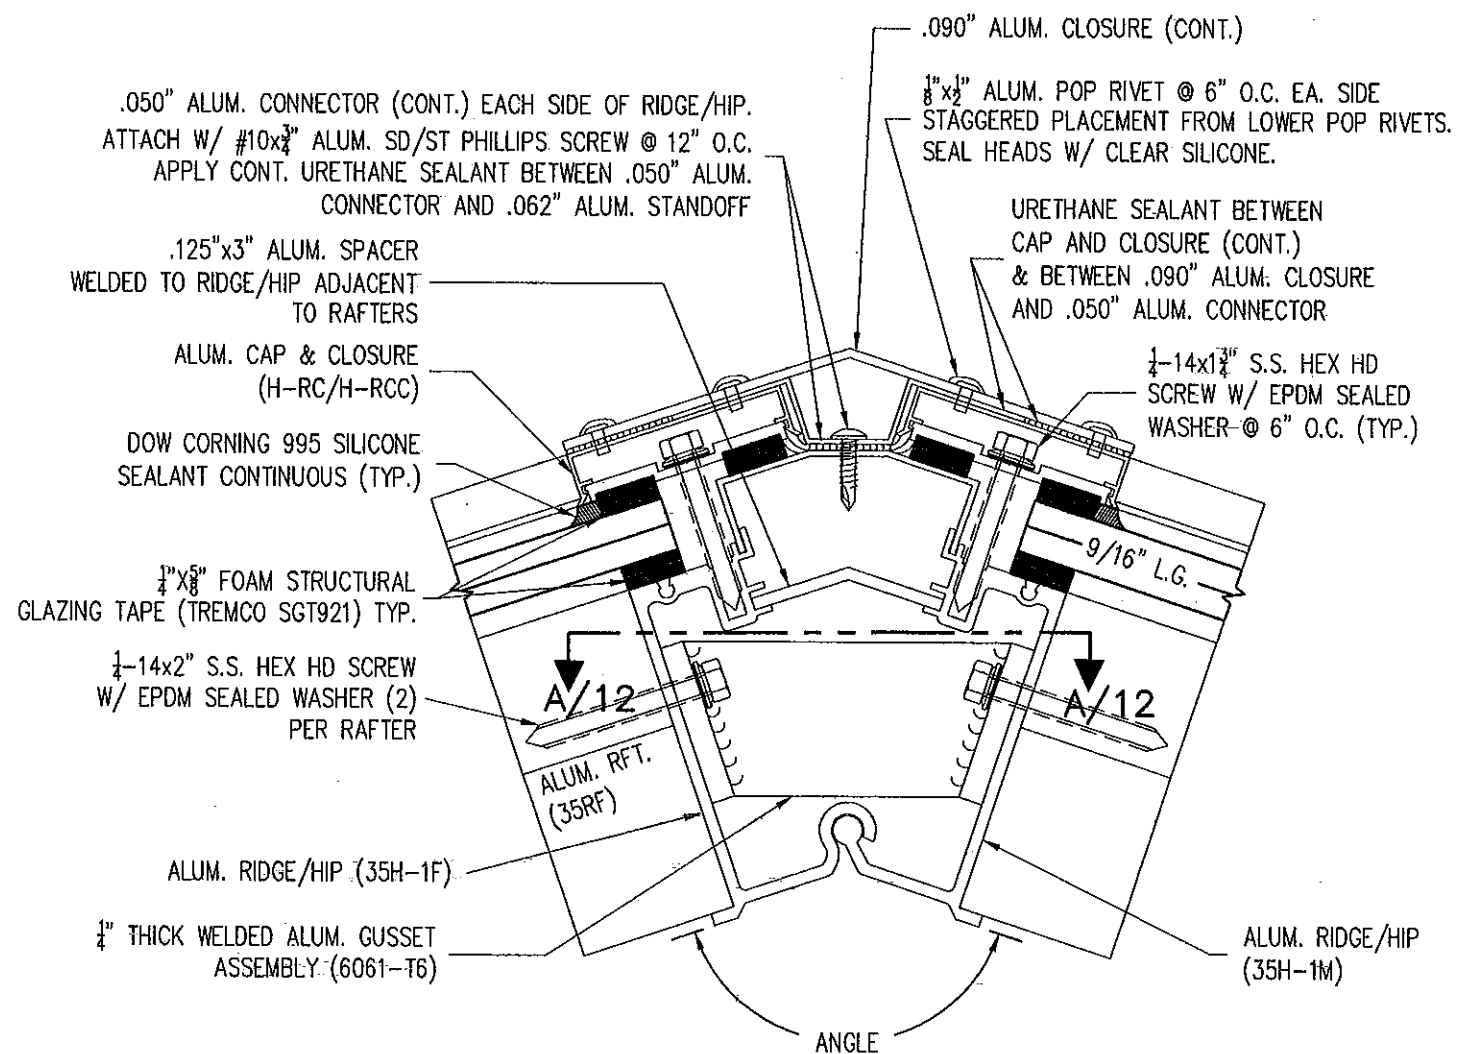 .090" ALUM. CLOSURE (CONT.)
1/8"x1/2" ALUM. POP RIVET @ 6" O.C. EA. SIDE
STAGGERED PLACEMENT FROM LOWER POP RIVETS.
SEAL HEADS W/ CLEAR SILICONE.
.050" ALUM. CONNECTOR (CONT.) EACH SIDE OF RIDGE/HIP.
ATTACH W/ #10x3/4" ALUM. SD/ST PHILLIPS SCREW @ 12" O.C.
APPLY CONT. URETHANE SEALANT BETWEEN .050" ALUM.
CONNECTOR AND .062" ALUM. STANDOFF
URETHANE SEALANT BETWEEN
CAP AND CLOSURE (CONT.)
& BETWEEN .090" ALUM. CLOSURE
AND .050" ALUM. CONNECTOR
.125"x3" ALUM. SPACER
WELDED TO RIDGE/HIP ADJACENT
TO RAFTERS
ALUM. CAP & CLOSURE
(H-RC/H-RCC)
1/4-14x1 3/4" S.S. HEX HD
SCREW W/ EPDM SEALED
WASHER @ 6" O.C. (TYP.)
DOW CORNING 995 SILICONE
SEALANT CONTINUOUS (TYP.)
9/16" L.G.
1/4"X5/8" FOAM STRUCTURAL
GLAZING TAPE (TREMCO SGT921) TYP.
1/4-14x2" S.S. HEX HD SCREW
W/ EPDM SEALED WASHER (2)
PER RAFTER
A/12
A/12
ALUM. RFT.
(35RF)
ALUM. RIDGE/HIP (35H-1F)
1/4" THICK WELDED ALUM. GUSSET
ASSEMBLY (6061-T6)
ALUM. RIDGE/HIP
(35H-1M)
ANGLE